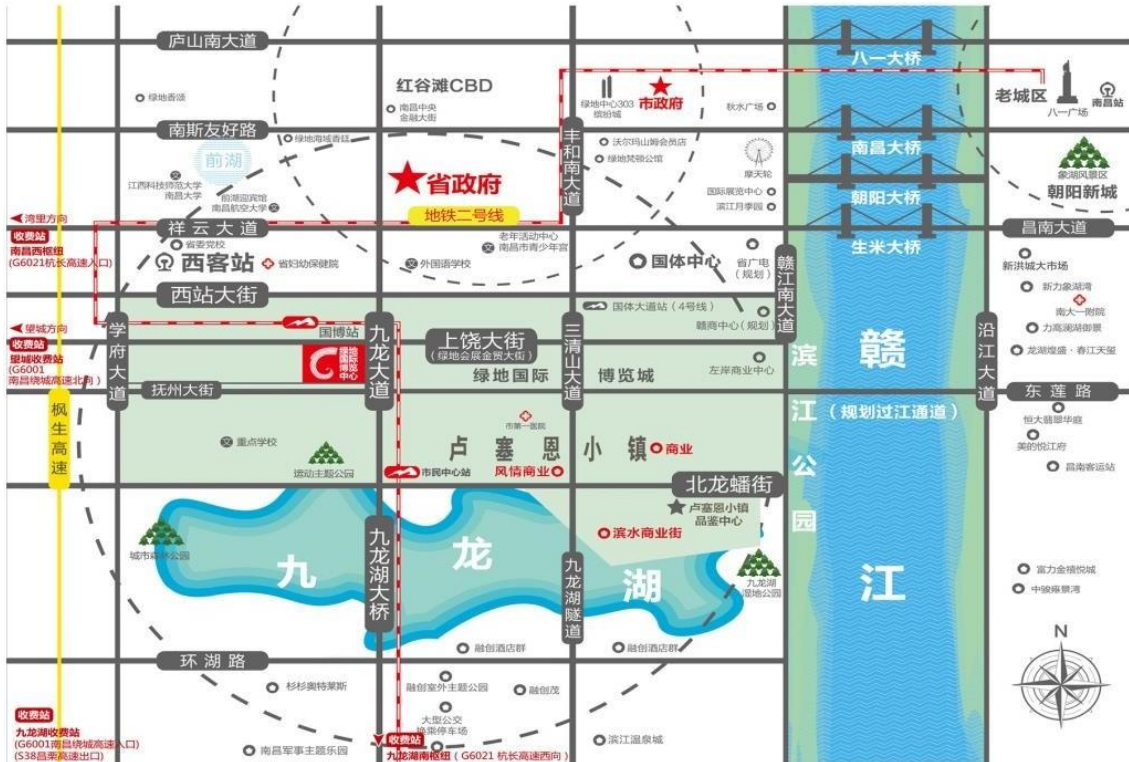 庐山南大道
八一大桥
红谷滩CBD
绿地香颂
南昌中央
金融大街
绿地中心303
缤纷城
市政府
秋水广场
老城区
八一广场
南昌站
南斯友好路
绿地海域香廷
丰和南大道
沃尔玛山姆会员店
绿地梵顿公馆
摩天轮
南昌大桥
象湖风景区
朝阳新城
前湖
江西科技师范大学
南昌大学
前湖迎宾馆
南昌航空大学
省政府
国际展览中心
滨江月季园
朝阳大桥
湾里方向
祥云大道
地铁二号线
生米大桥
昌南大道
收费站
南昌西枢纽
(G6021杭长高速入口)
省委党校
西客站
省妇幼保健院
老年活动中心
南昌市青少年宫
外国语学校
国体中心
省广电
(规划)
赣江南大道
新洪城大市场
西站大街
国体大道站(4号线)
新力象湖湾
南大一附院
望城方向
收费站
望城收费站
(G6001
南昌绕城高速北向)
学府大道
国博站
九龙大道
上饶大街
(绿地会展金贸大街)
三清山大道
赣商中心(规划)
沿江大道
力高澜湖御景
绿地国际博览中心
绿地国际博览城
左岸商业中心
龙湖煌盛·春江天玺
滨江公园
赣江
抚州大街
(规划过江通道)
东莲路
枫生高速
市第一医院
恒大翡翠华庭
重点学校
卢塞恩小镇
商业
美的悦江府
运动主题公园
市民中心站
风情商业
昌南客运站
北龙蟠街
卢塞恩小镇
品鉴中心
滨水商业街
城市森林公园
九龙湖大桥
九龙湖
九龙湖隧道
九龙湖
湿地公园
富力金禧悦城
中骏雍景湾
融创酒店群
融创酒店群
N
环湖路
杉杉奥特莱斯
融创室外主题公园
融创茂
收费站
九龙湖收费站
(G6001南昌绕城高速入口)
(S38昌栗高速出口)
大型公交
换乘停车场
南昌军事主题乐园
收费站
九龙湖南枢纽(G6021 杭长高速西向)
滨江温泉城